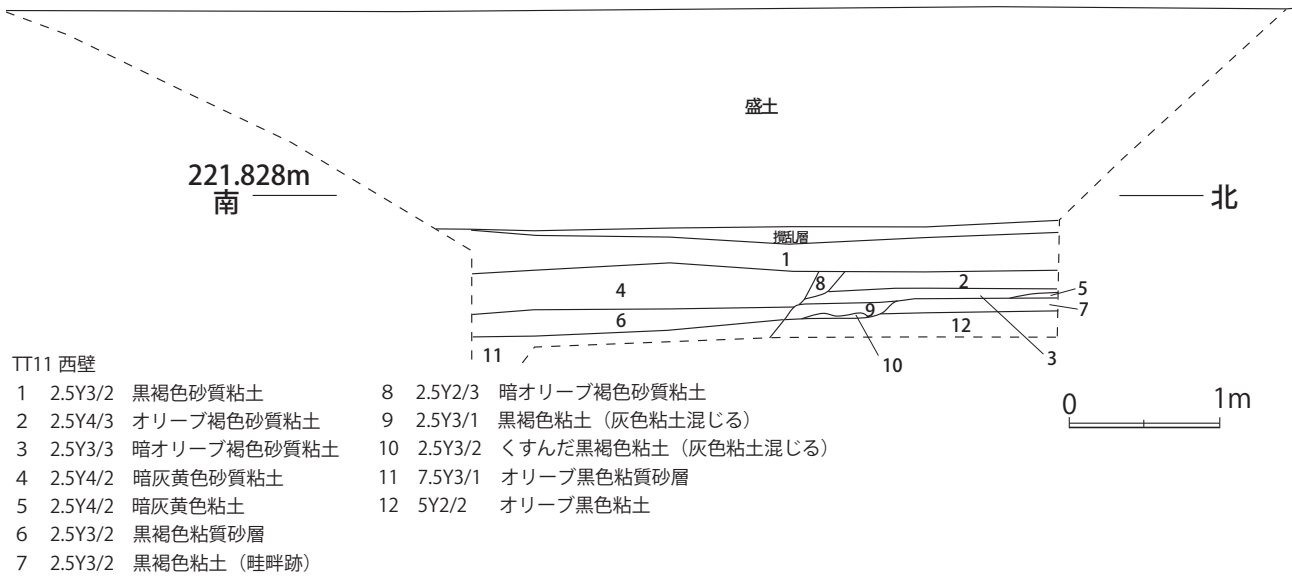 盛土
221.828m
南
北
攪乱層
1
8
2
4
5
9
7
6
12
11
10
3
TT11 西壁
1 2.5Y3/2 黒褐色砂質粘土
2 2.5Y4/3 オリーブ褐色砂質粘土
3 2.5Y3/3 暗オリーブ褐色砂質粘土
4 2.5Y4/2 暗灰黄色砂質粘土
5 2.5Y4/2 暗灰黄色粘土
6 2.5Y3/2 黒褐色粘質砂層
7 2.5Y3/2 黒褐色粘土（畦畔跡）
8 2.5Y2/3 暗オリーブ褐色砂質粘土
9 2.5Y3/1 黒褐色粘土（灰色粘土混じる）
10 2.5Y3/2 くすんだ黒褐色粘土（灰色粘土混じる）
11 7.5Y3/1 オリーブ黒色粘質砂層
12 5Y2/2 オリーブ黒色粘土
0 1m